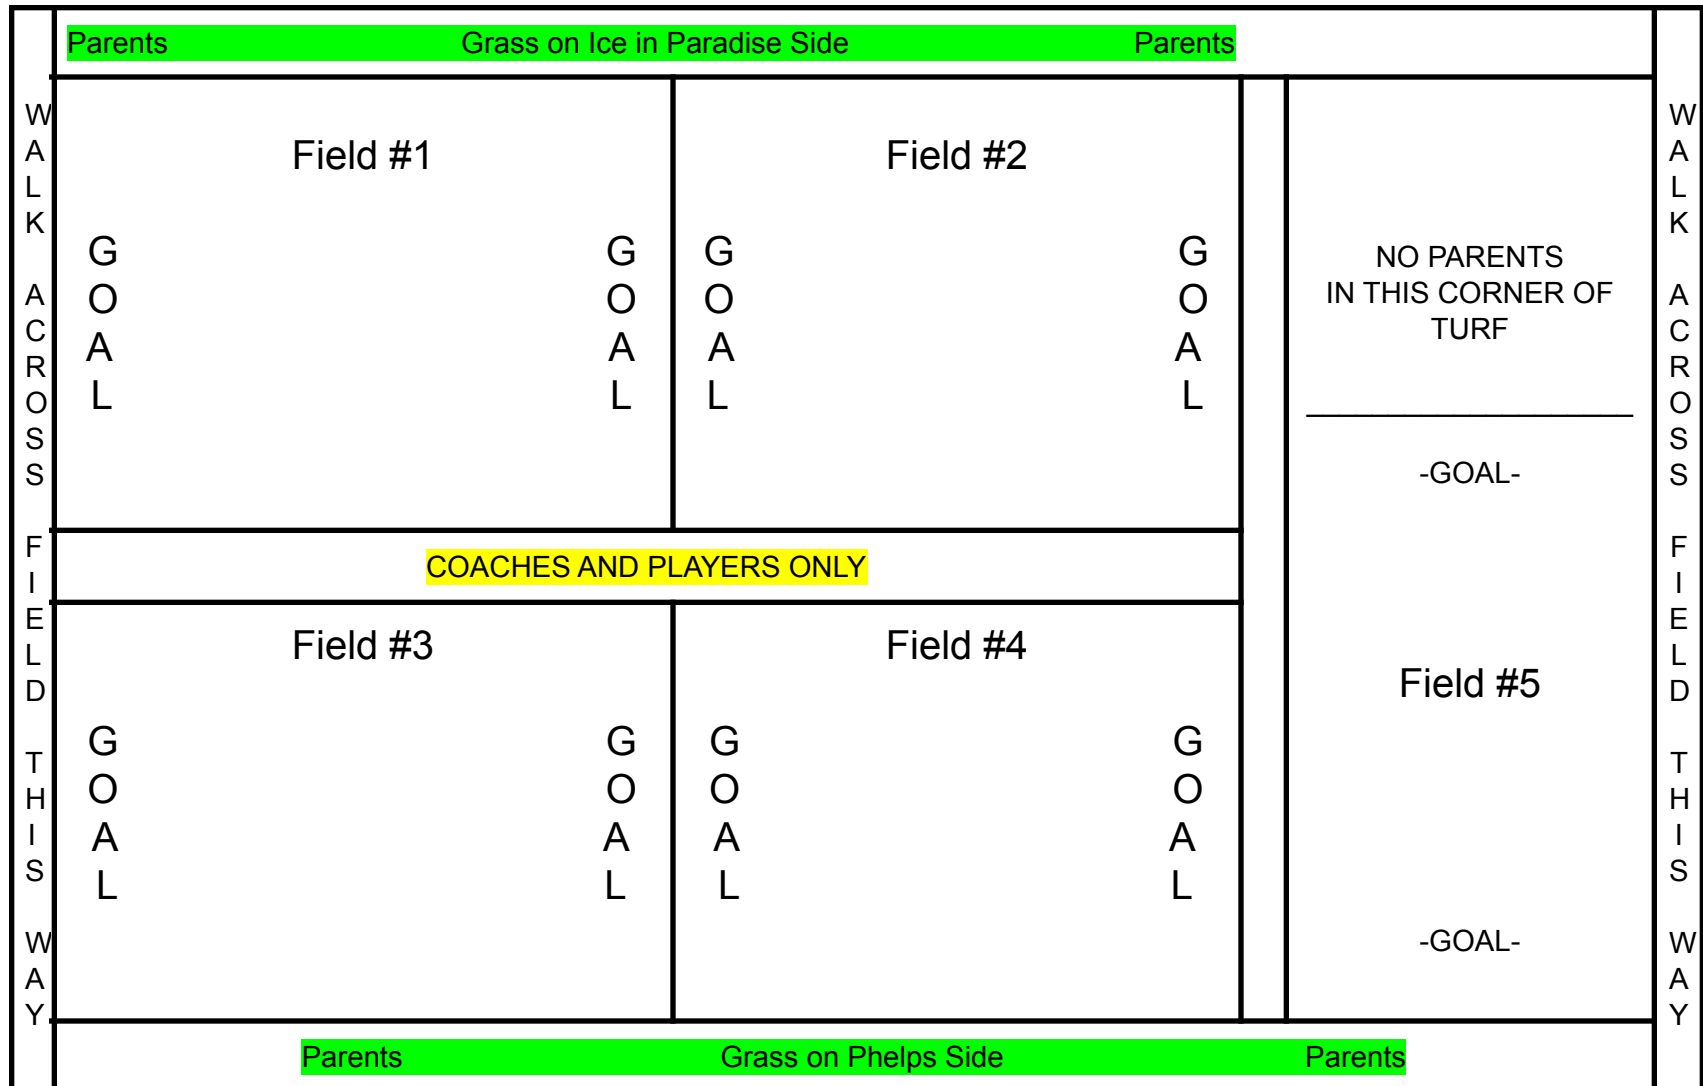 Parents Grass on Ice in Paradise Side Parents
WALK ACROSS FIELD THIS WAY
Field #1
GOAL
GOAL
Field #2
GOAL
GOAL
NO PARENTS
IN THIS CORNER OF
TURF
-GOAL-
COACHES AND PLAYERS ONLY
Field #3
GOAL
GOAL
Field #4
GOAL
GOAL
Field #5
-GOAL-
WALK ACROSS FIELD THIS WAY
Parents Grass on Phelps Side Parents